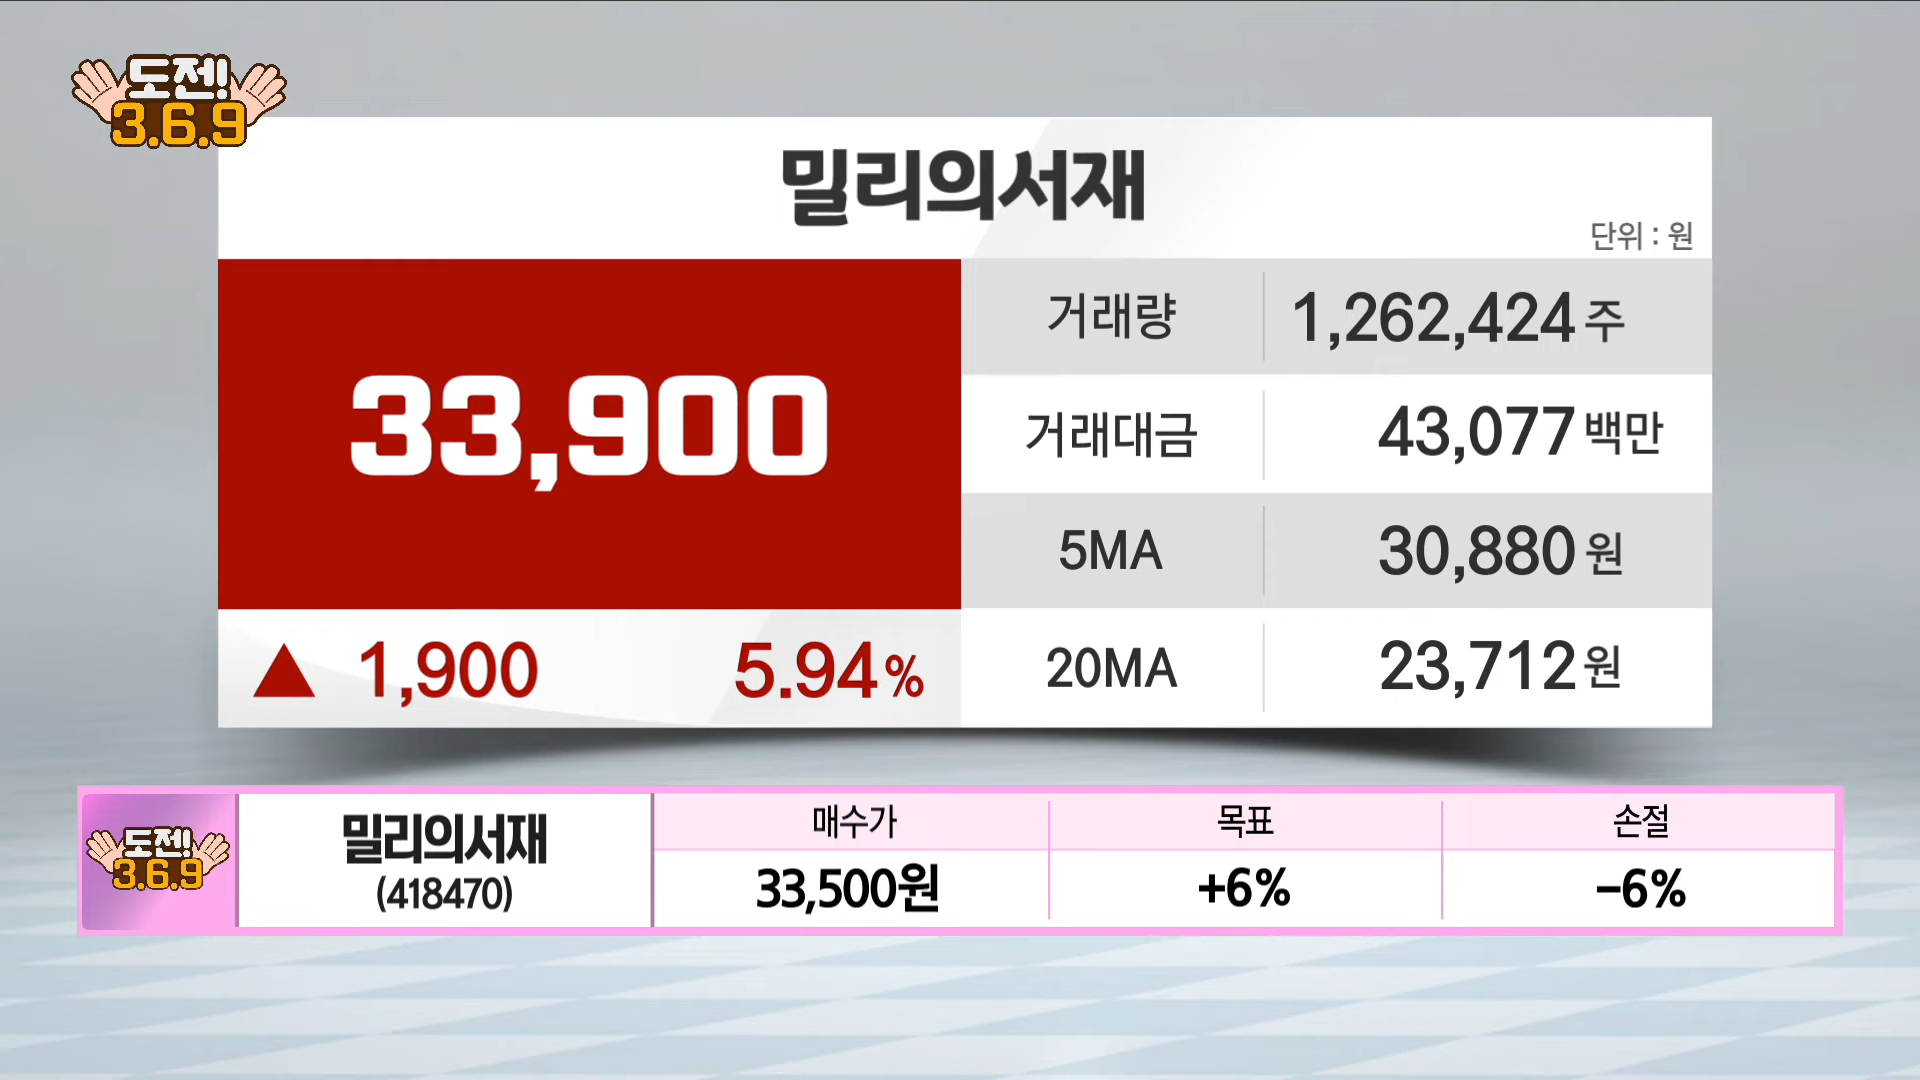 도젠!
3.6.9
밀리의서재
단위 : 원
33,900
▲ 1,900 5.94%
거래량 1,262,424 주
거래대금 43,077 백만
5MA 30,880 원
20MA 23,712 원
도젠!
3.6.9
밀리의서재
(418470)
매수가 목표 손절
33,500원 +6% -6%